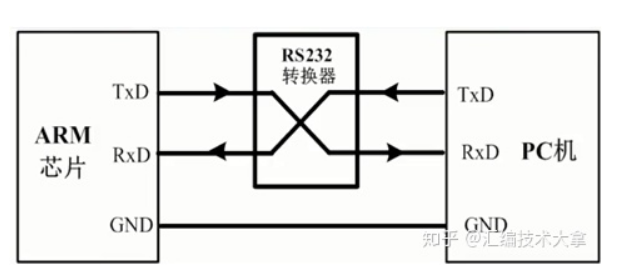 RS232
转换器
TxD
TxD
ARM
芯片
RxD
RxD
PC机
GND
GND
知乎 @汇编技术大拿